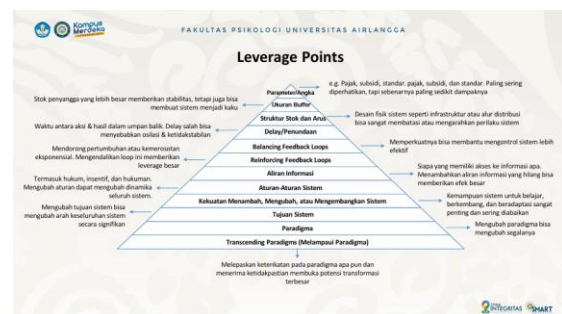 Kampus
Merdeka
FAKULTAS PSIKOLOGI UNIVERSITAS AIRLANGGA
Leverage Points
e.g. Pajak, subsidi, standar. pajak, subsidi, dan standar. Paling sering
diperhatikan, tapi sebenarnya paling sedikit dampaknya
Parameter/Angka
Stok penyangga yang lebih besar memberikan stabilitas, tetapi juga bisa
membuat sistem menjadi kaku
Ukuran Buffer
Struktur Stok dan Arus
Desain fisik sistem seperti infrastruktur atau alur distribusi
bisa sangat membatasi atau mengarahkan perilaku sistem
Waktu antara aksi & hasil dalam umpan balik. Delay salah bisa
menyebabkan osilasi & ketidakstabilan
Delay/Penundaan
Balancing Feedback Loops
Memperkuatnya bisa membantu mengontrol sistem lebih
efektif
Mendorong pertumbuhan atau kemerosotan
eksponensial. Mengendalikan loop ini memberikan
leverage besar
Reinforcing Feedback Loops
Aliran Informasi
Siapa yang memiliki akses ke informasi apa.
Menambahkan aliran informasi yang hilang bisa
memberikan efek besar
Termasuk hukum, insentif, dan hukuman.
Mengubah aturan dapat mengubah dinamika
seluruh sistem.
Aturan-Aturan Sistem
Kekuatan Menambah, Mengubah, atau Mengembangkan Sistem
Kemampuan sistem untuk belajar,
berkembang, dan beradaptasi sangat
penting dan sering diabaikan
Mengubah tujuan sistem bisa
mengubah arah keseluruhan sistem
secara signifikan
Tujuan Sistem
Paradigma
Mengubah paradigma bisa
mengubah segalanya
Transcending Paradigms (Melampaui Paradigma)
Melepaskan keterikatan pada paradigma apa pun dan
menerima ketidakpastian membuka potensi transformasi
terbesar
INTEGRITAS
SMART